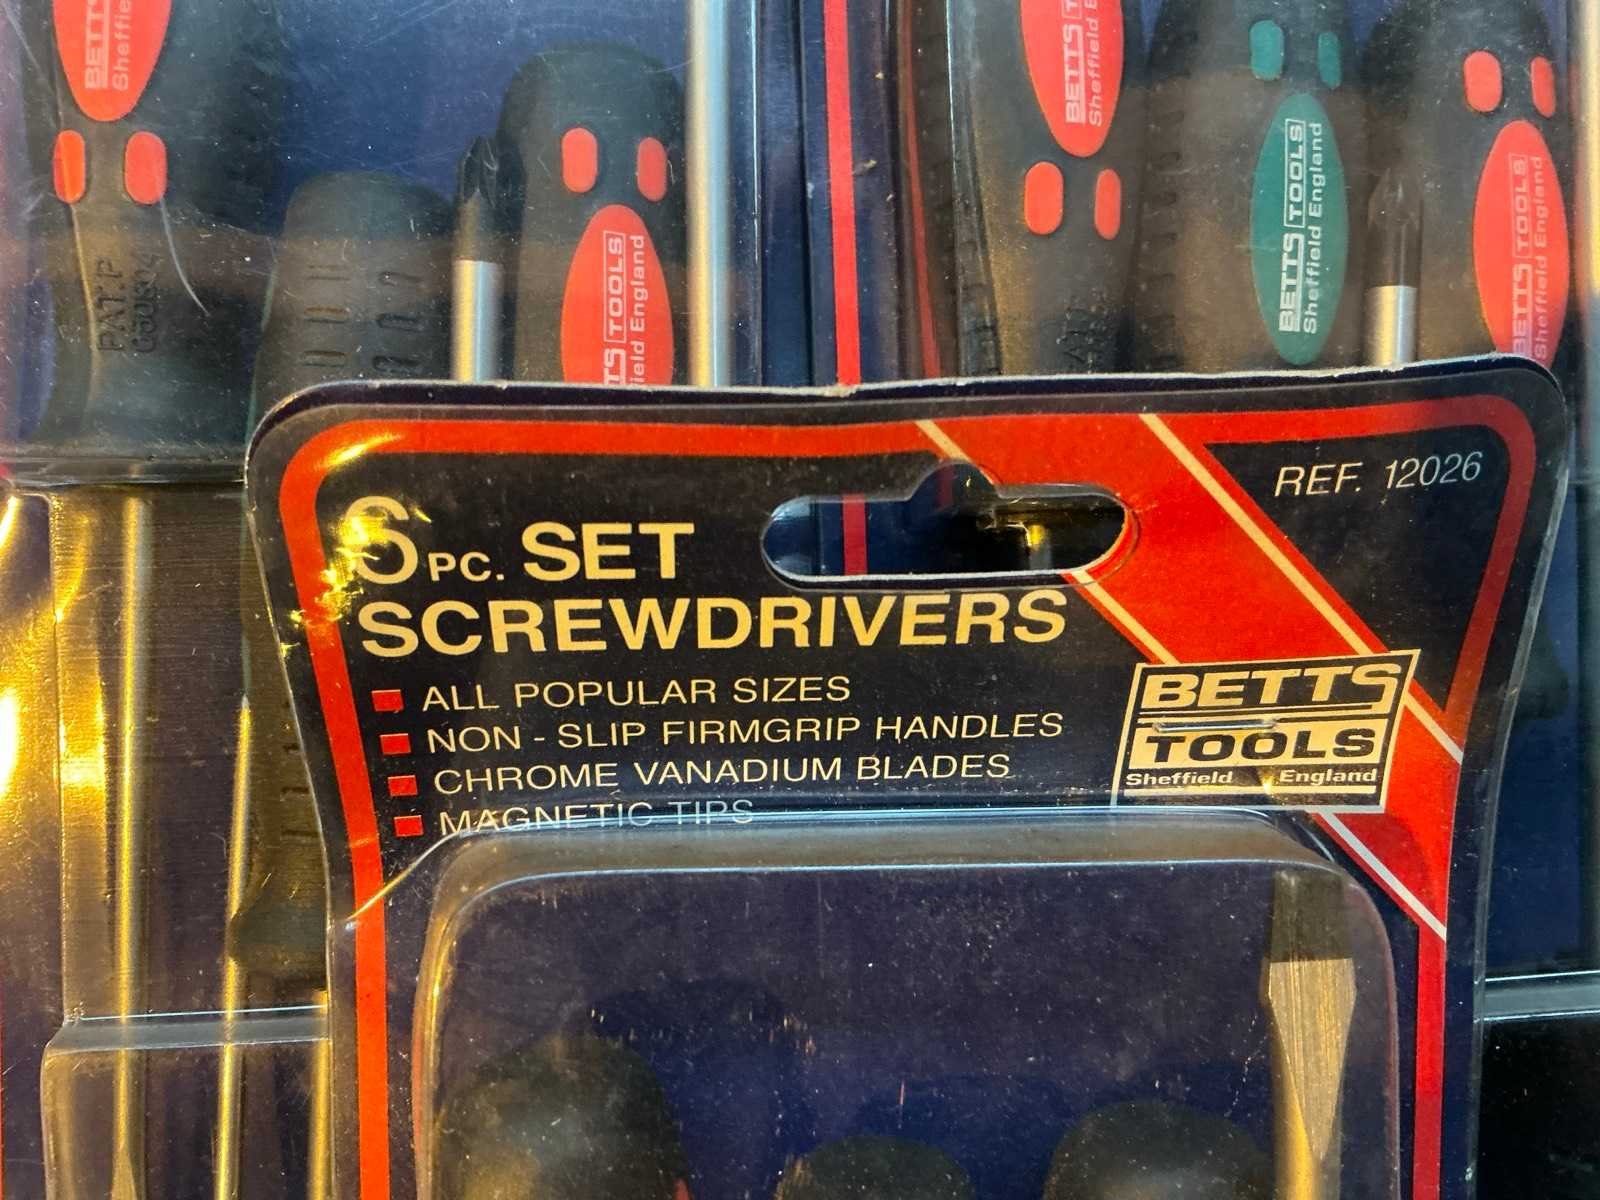 BETTS
Sheffield
PAT. P
BETTS
Sheffield England
BETTS TOOLS
Sheffield England
BETTS TOOLS
Sheffield England
TOOLS
England
REF. 12026
6 PC. SET
SCREWDRIVERS
ALL POPULAR SIZES
NON - SLIP FIRMGRIP HANDLES
CHROME VANADIUM BLADES
MAGNETIC TIPS
BETTS
TOOLS
Sheffield England